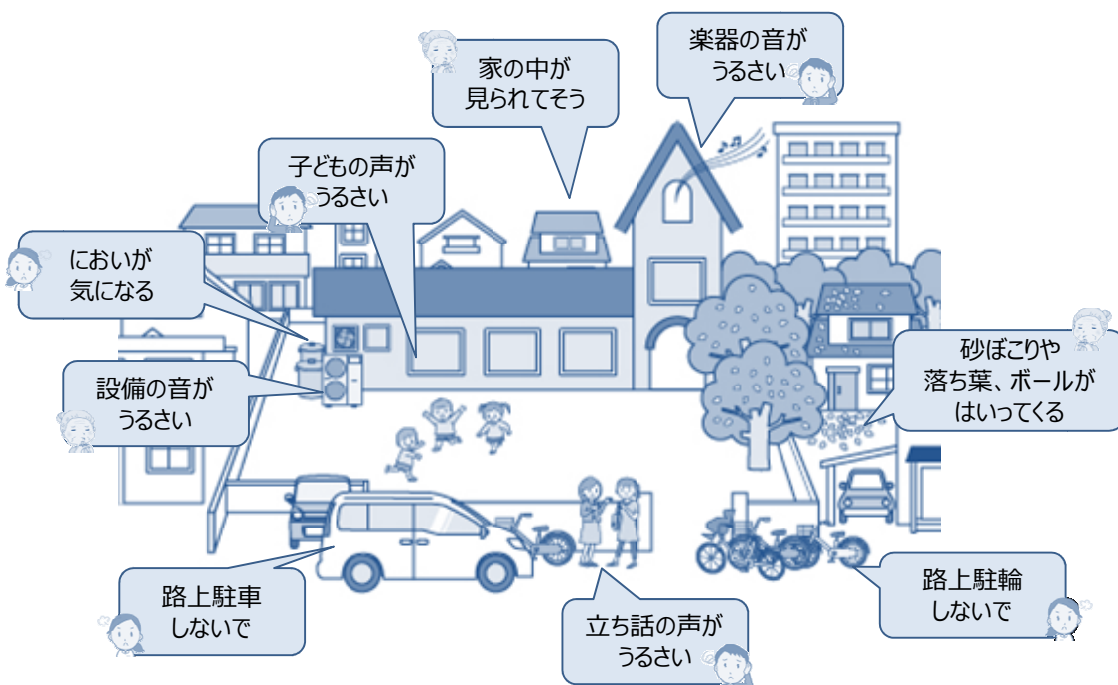 楽器の音が
うるさい
家の中が
見られてそう
子どもの声が
うるさい
においが
気になる
設備の音が
うるさい
砂ぼこりや
落ち葉、ボールが
はいってくる
路上駐車
しないで
立ち話の声が
うるさい
路上駐輪
しないで